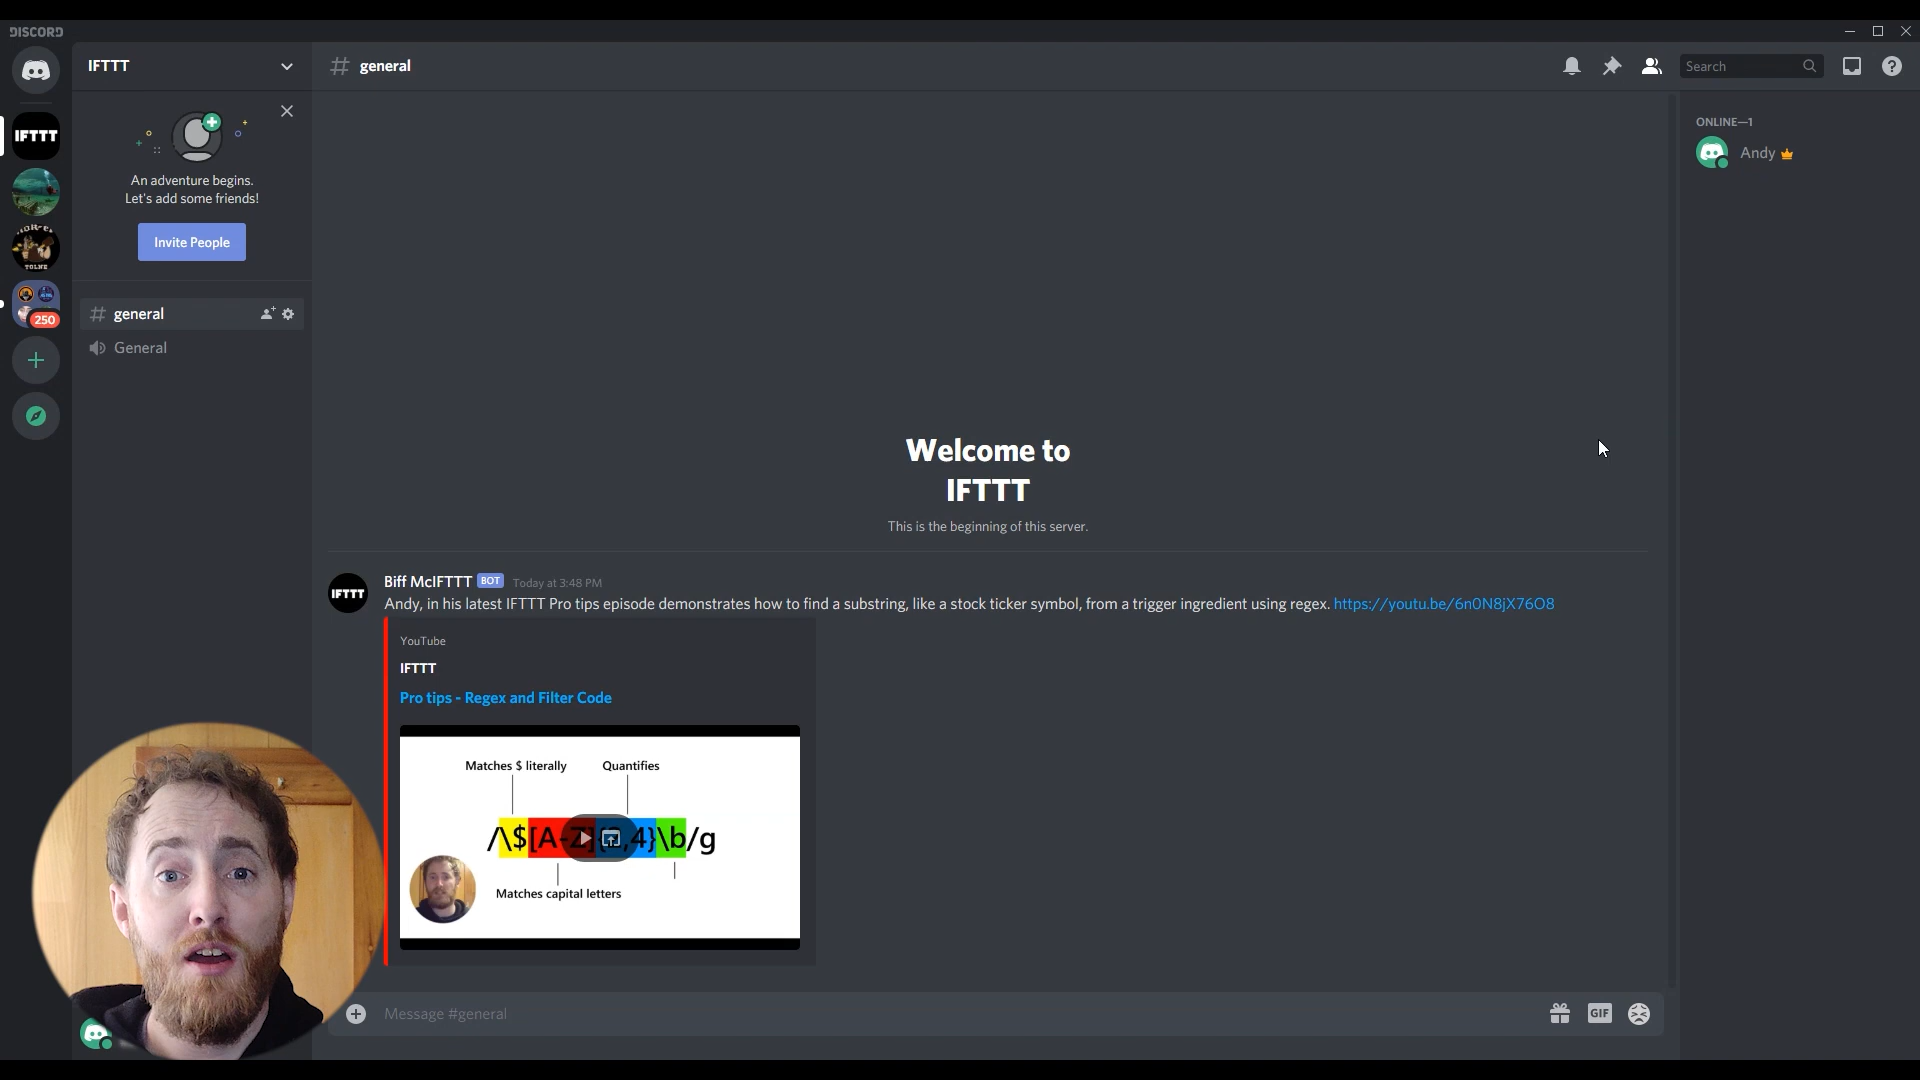 DISCORD
IFTTT
general
Search
IFTTT
An adventure begins.
Let's add some friends!
Invite People
general
General
250
ONLINE—1
Andy
Welcome to
IFTTT
This is the beginning of this server.
IFTTT
Biff McIFTTT BOT Today at 3:48 PM
Andy, in his latest IFTTT Pro tips episode demonstrates how to find a substring, like a stock ticker symbol, from a trigger ingredient using regex. https://youtu.be/6n0N8jX76O8
YouTube
IFTTT
Pro tips - Regex and Filter Code
Matches $ literally Quantifies
/\$[A-Z]{2,4}\b/g
Matches capital letters
Message #general
GIF